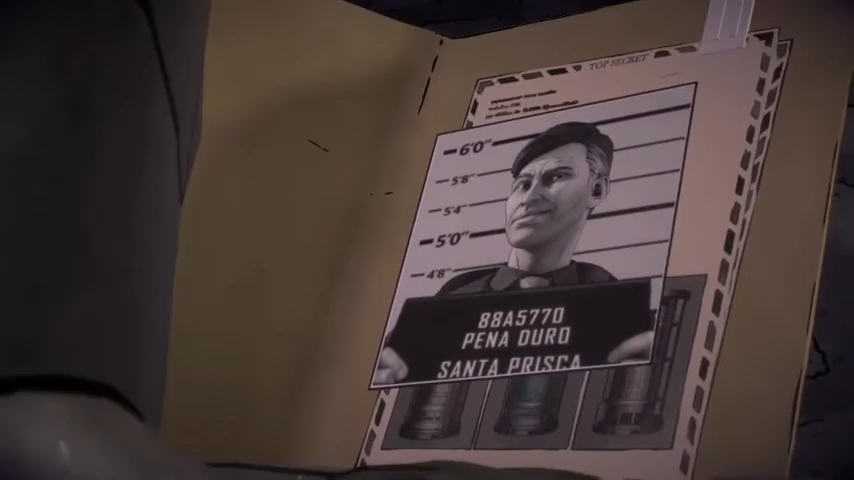 TOP SECRET
6'0"
5'8"
5'4"
5'0"
4'8"
88A5770
PENA DURO
SANTA PRISCA